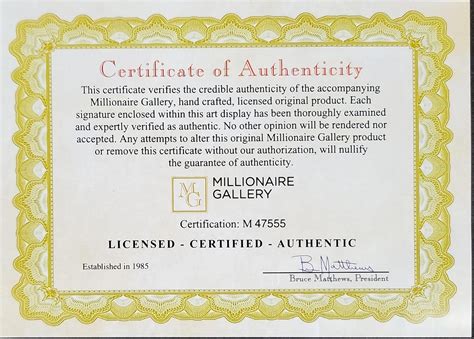 Certificate of Authenticity
This certificate verifies the credible authenticity of the accompanying
Millionaire Gallery, hand crafted, licensed original product. Each
signature enclosed within this art display has been thoroughly examined
and expertly verified as authentic. No other opinion will be rendered nor
accepted. Any attempts to alter this original Millionaire Gallery product
or remove this certificate without our authorization, will nullify
the guarantee of authenticity.
MG
MILLIONAIRE
GALLERY
Certification: M 47555
LICENSED - CERTIFIED - AUTHENTIC
B Matthews
Established in 1985
Bruce Matthews, President